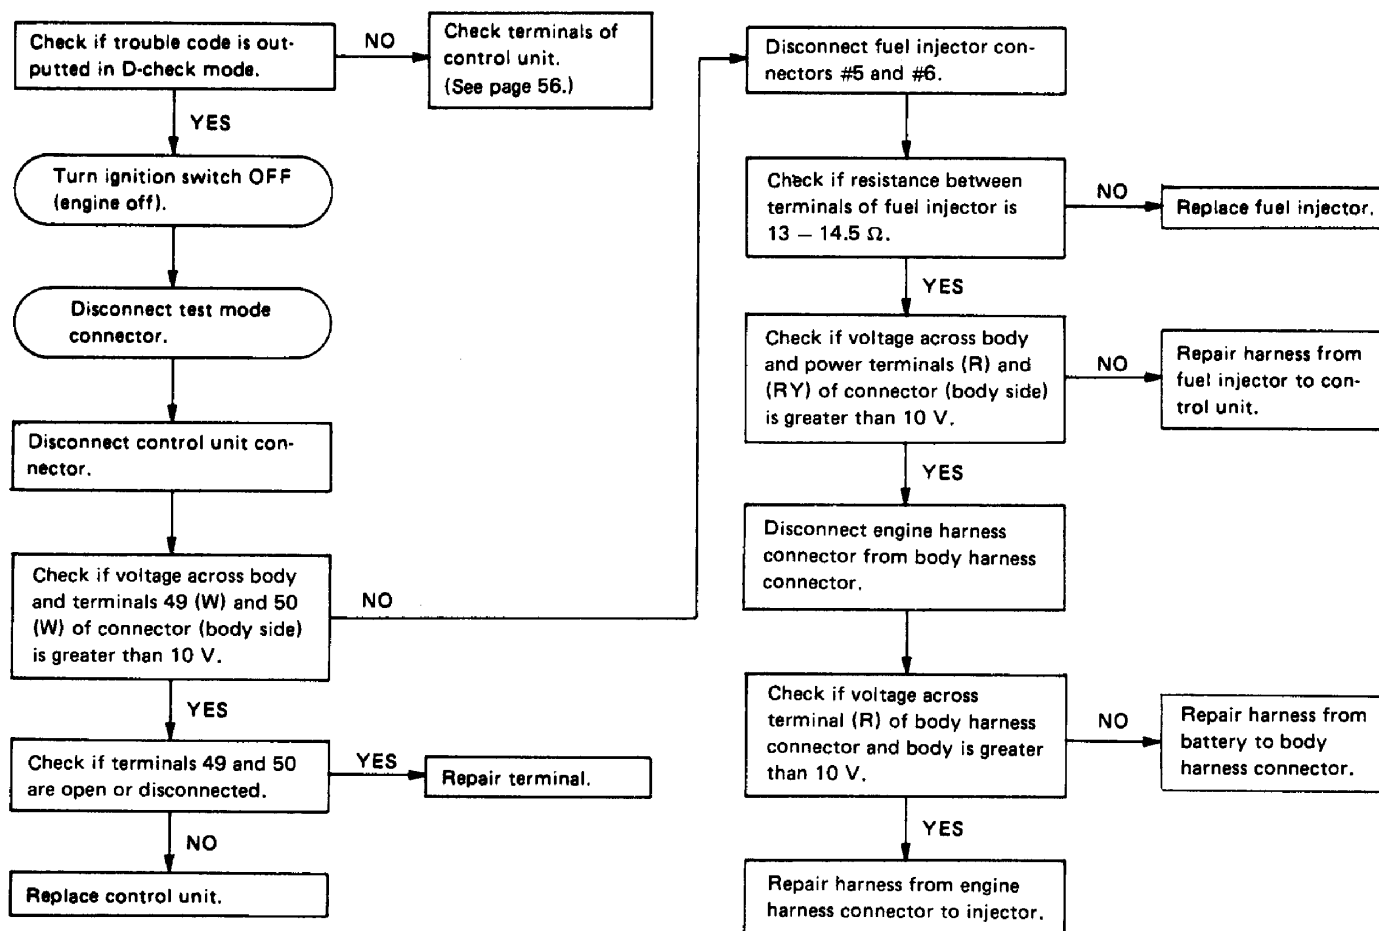 Check if trouble code is out-
putted in D-check mode.
NO
Check terminals of
control unit.
(See page 56.)
YES
Turn ignition switch OFF
(engine off).
Disconnect test mode
connector.
Disconnect control unit con-
nector.
Check if voltage across body
and terminals 49 (W) and 50
(W) of connector (body side)
is greater than 10 V.
NO
YES
Check if terminals 49 and 50
are open or disconnected.
YES
Repair terminal.
NO
Replace control unit.
Disconnect fuel injector con-
nectors #5 and #6.
Check if resistance between
terminals of fuel injector is
13 – 14.5 Ω.
NO
Replace fuel injector.
YES
Check if voltage across body
and power terminals (R) and
(RY) of connector (body side)
is greater than 10 V.
NO
Repair harness from
fuel injector to con-
trol unit.
YES
Disconnect engine harness
connector from body harness
connector.
Check if voltage across
terminal (R) of body harness
connector and body is greater
than 10 V.
NO
Repair harness from
battery to body
harness connector.
YES
Repair harness from engine
harness connector to injector.